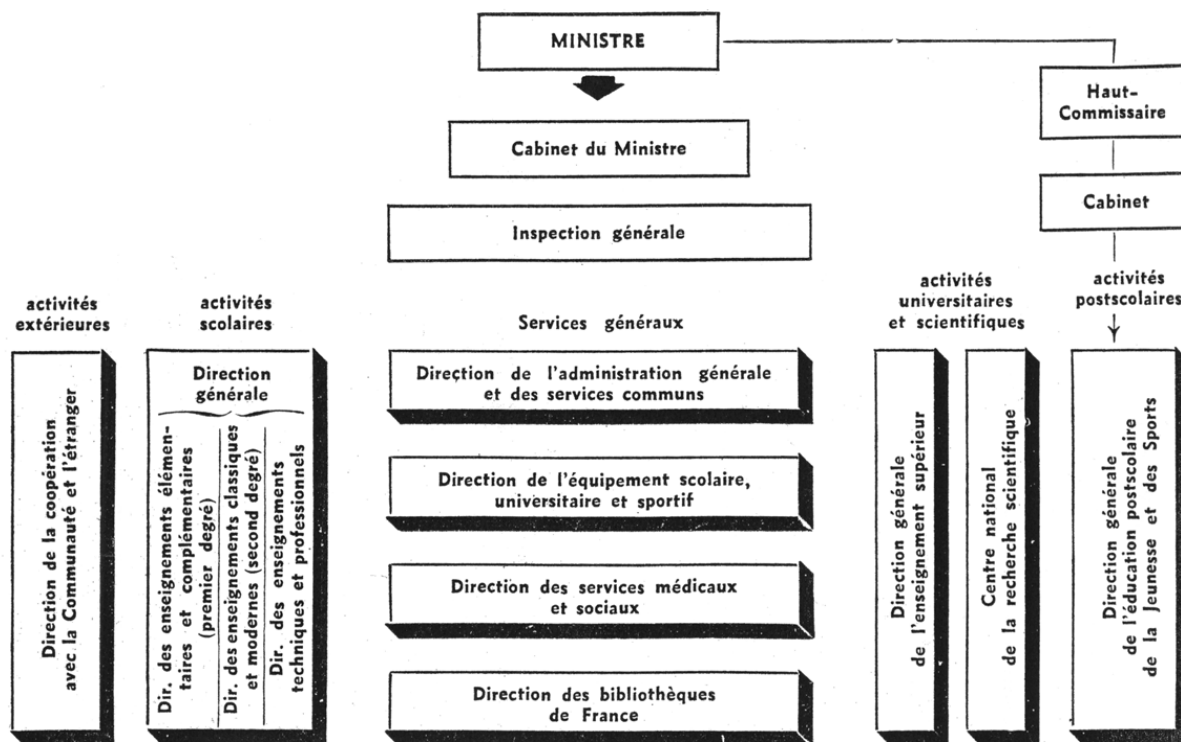 MINISTRE
Haut-
Commissaire
Cabinet du Ministre
Cabinet
Inspection générale
activités
extérieures
activités
scolaires
Services généraux
activités
universitaires
et scientifiques
activités
postscolaires
Direction de la coopération
avec la Communauté et l'étranger
Direction
générale
Dir. des enseignements élémen-
taires et complémentaires
(premier degré)
Dir. des enseignements classiques
et modernes (second degré)
Dir. des enseignements
techniques et professionnels
Direction de l'administration générale
et des services communs
Direction de l'équipement scolaire,
universitaire et sportif
Direction des services médicaux
et sociaux
Direction des bibliothèques
de France
Direction générale
de l'enseignement supérieur
Centre national
de la recherche scientifique
Direction générale
de l'éducation postscolaire
de la Jeunesse et des Sports